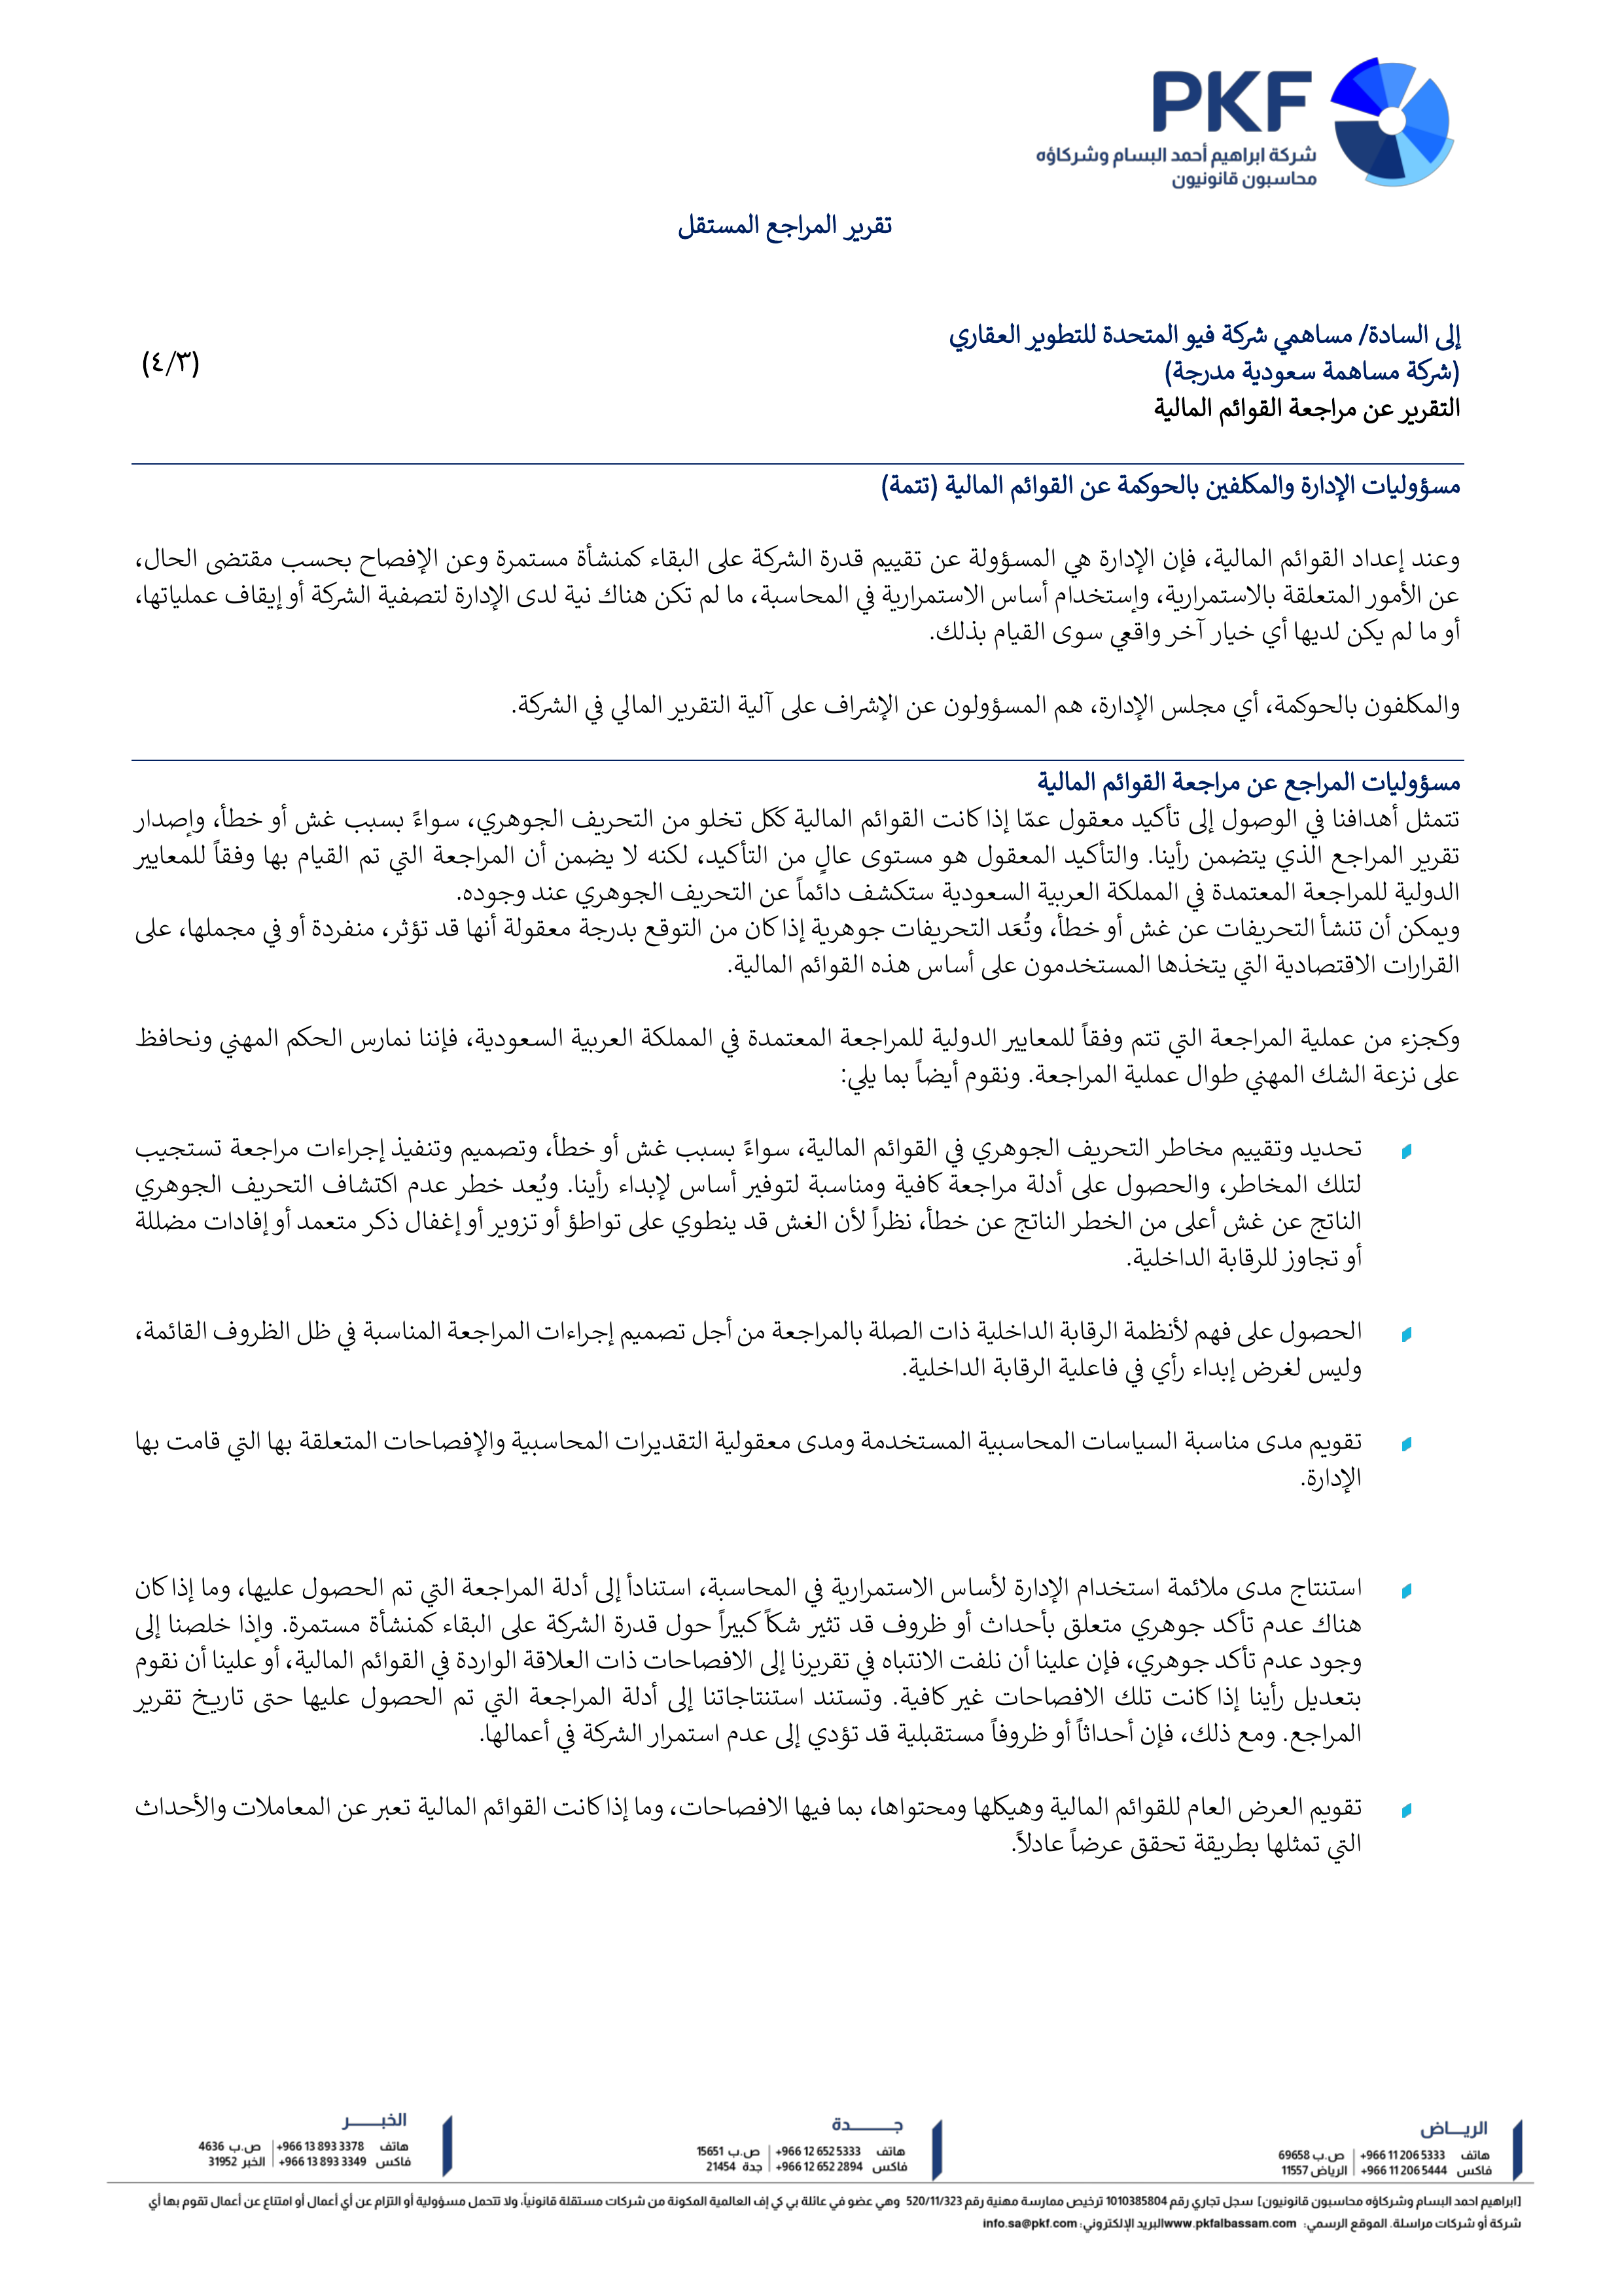 PKF
شركة ابراهيم أحمد البسام وشركاؤه
محاسبون قانونيون
تقرير المراجع المستقل
إلى السادة/ مساهمي شركة فيو المتحدة للتطوير العقاري
(شركة مساهمة سعودية مدرجة)
(٤/٣)
التقرير عن مراجعة القوائم المالية
مسؤوليات الإدارة والمكلفين بالحوكمة عن القوائم المالية (تتمة)
وعند إعداد القوائم المالية، فإن الإدارة هي المسؤولة عن تقييم قدرة الشركة على البقاء كمنشأة مستمرة وعن الإفصاح بحسب مقتضى الحال،
عن الأمور المتعلقة بالاستمرارية، وإستخدام أساس الاستمرارية في المحاسبة، ما لم تكن هناك نية لدى الإدارة لتصفية الشركة أو إيقاف عملياتها،
أو ما لم يكن لديها أي خيار آخر واقعي سوى القيام بذلك.
والمكلفون بالحوكمة، أي مجلس الإدارة، هم المسؤولون عن الإشراف على آلية التقرير المالي في الشركة.
مسؤوليات المراجع عن مراجعة القوائم المالية
تتمثل أهدافنا في الوصول إلى تأكيد معقول عمّا إذا كانت القوائم المالية ككل تخلو من التحريف الجوهري، سواءً بسبب غش أو خطأ، وإصدار
تقرير المراجع الذي يتضمن رأينا. والتأكيد المعقول هو مستوى عالٍ من التأكيد، لكنه لا يضمن أن المراجعة التي تم القيام بها وفقاً للمعايير
الدولية للمراجعة المعتمدة في المملكة العربية السعودية ستكشف دائماً عن التحريف الجوهري عند وجوده.
ويمكن أن تنشأ التحريفات عن غش أو خطأ، وتُعَد التحريفات جوهرية إذا كان من التوقع بدرجة معقولة أنها قد تؤثر، منفردة أو في مجملها، على
القرارات الاقتصادية التي يتخذها المستخدمون على أساس هذه القوائم المالية.
وكجزء من عملية المراجعة التي تتم وفقاً للمعايير الدولية للمراجعة المعتمدة في المملكة العربية السعودية، فإننا نمارس الحكم المهني ونحافظ
على نزعة الشك المهني طوال عملية المراجعة. ونقوم أيضاً بما يلي:
تحديد وتقييم مخاطر التحريف الجوهري في القوائم المالية، سواءً بسبب غش أو خطأ، وتصميم وتنفيذ إجراءات مراجعة تستجيب
لتلك المخاطر، والحصول على أدلة مراجعة كافية ومناسبة لتوفير أساس لإبداء رأينا. ويُعد خطر عدم اكتشاف التحريف الجوهري
الناتج عن غش أعلى من الخطر الناتج عن خطأ، نظراً لأن الغش قد ينطوي على تواطؤ أو تزوير أو إغفال ذكر متعمد أو إفادات مضللة
أو تجاوز للرقابة الداخلية.
الحصول على فهم لأنظمة الرقابة الداخلية ذات الصلة بالمراجعة من أجل تصميم إجراءات المراجعة المناسبة في ظل الظروف القائمة،
وليس لغرض إبداء رأي في فاعلية الرقابة الداخلية.
تقويم مدى مناسبة السياسات المحاسبية المستخدمة ومدى معقولية التقديرات المحاسبية والإفصاحات المتعلقة بها التي قامت بها
الإدارة.
استنتاج مدى ملائمة استخدام الإدارة لأساس الاستمرارية في المحاسبة، استناداً إلى أدلة المراجعة التي تم الحصول عليها، وما إذا كان
هناك عدم تأكد جوهري متعلق بأحداث أو ظروف قد تثير شكاً كبيراً حول قدرة الشركة على البقاء كمنشأة مستمرة. وإذا خلصنا إلى
وجود عدم تأكد جوهري، فإن علينا أن نلفت الانتباه في تقريرنا إلى الافصاحات ذات العلاقة الواردة في القوائم المالية، أو علينا أن نقوم
بتعديل رأينا إذا كانت تلك الافصاحات غير كافية. وتستند استنتاجاتنا إلى أدلة المراجعة التي تم الحصول عليها حتى تاريخ تقرير
المراجع. ومع ذلك، فإن أحداثاً أو ظروفاً مستقبلية قد تؤدي إلى عدم استمرار الشركة في أعمالها.
تقويم العرض العام للقوائم المالية وهيكلها ومحتواها، بما فيها الافصاحات، وما إذا كانت القوائم المالية تعبر عن المعاملات والأحداث
التي تمثلها بطريقة تحقق عرضاً عادلاً.
الريـــاض
هاتف +966 11 206 5333 ص.ب 69658
فاكس +966 11 206 5444 الرياض 11557
جـــــــدة
هاتف +966 12 652 5333 ص.ب 15651
فاكس +966 12 652 2894 جدة 21454
الخبـــــــر
هاتف +966 13 893 3378 ص.ب 4636
فاكس +966 13 893 3349 الخبر 31952
[ابراهيم احمد البسام وشركاؤه محاسبون قانونيون] سجل تجاري رقم 1010385804 ترخيص ممارسة مهنية رقم 520/11/323 وهي عضو في عائلة بي كي إف العالمية المكونة من شركات مستقلة قانونياً، ولا تتحمل مسؤولية أو التزام عن أي أعمال أو امتناع عن أعمال تقوم بها أي
شركة أو شركات مراسلة. الموقع الرسمي: www.pkfalbassam.comالبريد الإلكتروني: info.sa@pkf.com